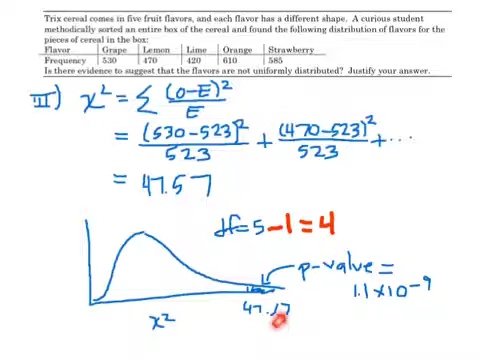 Trix cereal comes in five fruit flavors, and each flavor has a different shape. A curious student
methodically sorted an entire box of the cereal and found the following distribution of flavors for the
pieces of cereal in the box:
Flavor Grape Lemon Lime Orange Strawberry
Frequency 530 470 420 610 585
Is there evidence to suggest that the flavors are not uniformly distributed? Justify your answer.
III) χ² = Σ (O-E)²/E
= (530-523)²/523 + (470-523)²/523 + ...
= 47.57
df=5-1=4
p-value =
1.1×10⁻⁹
χ²